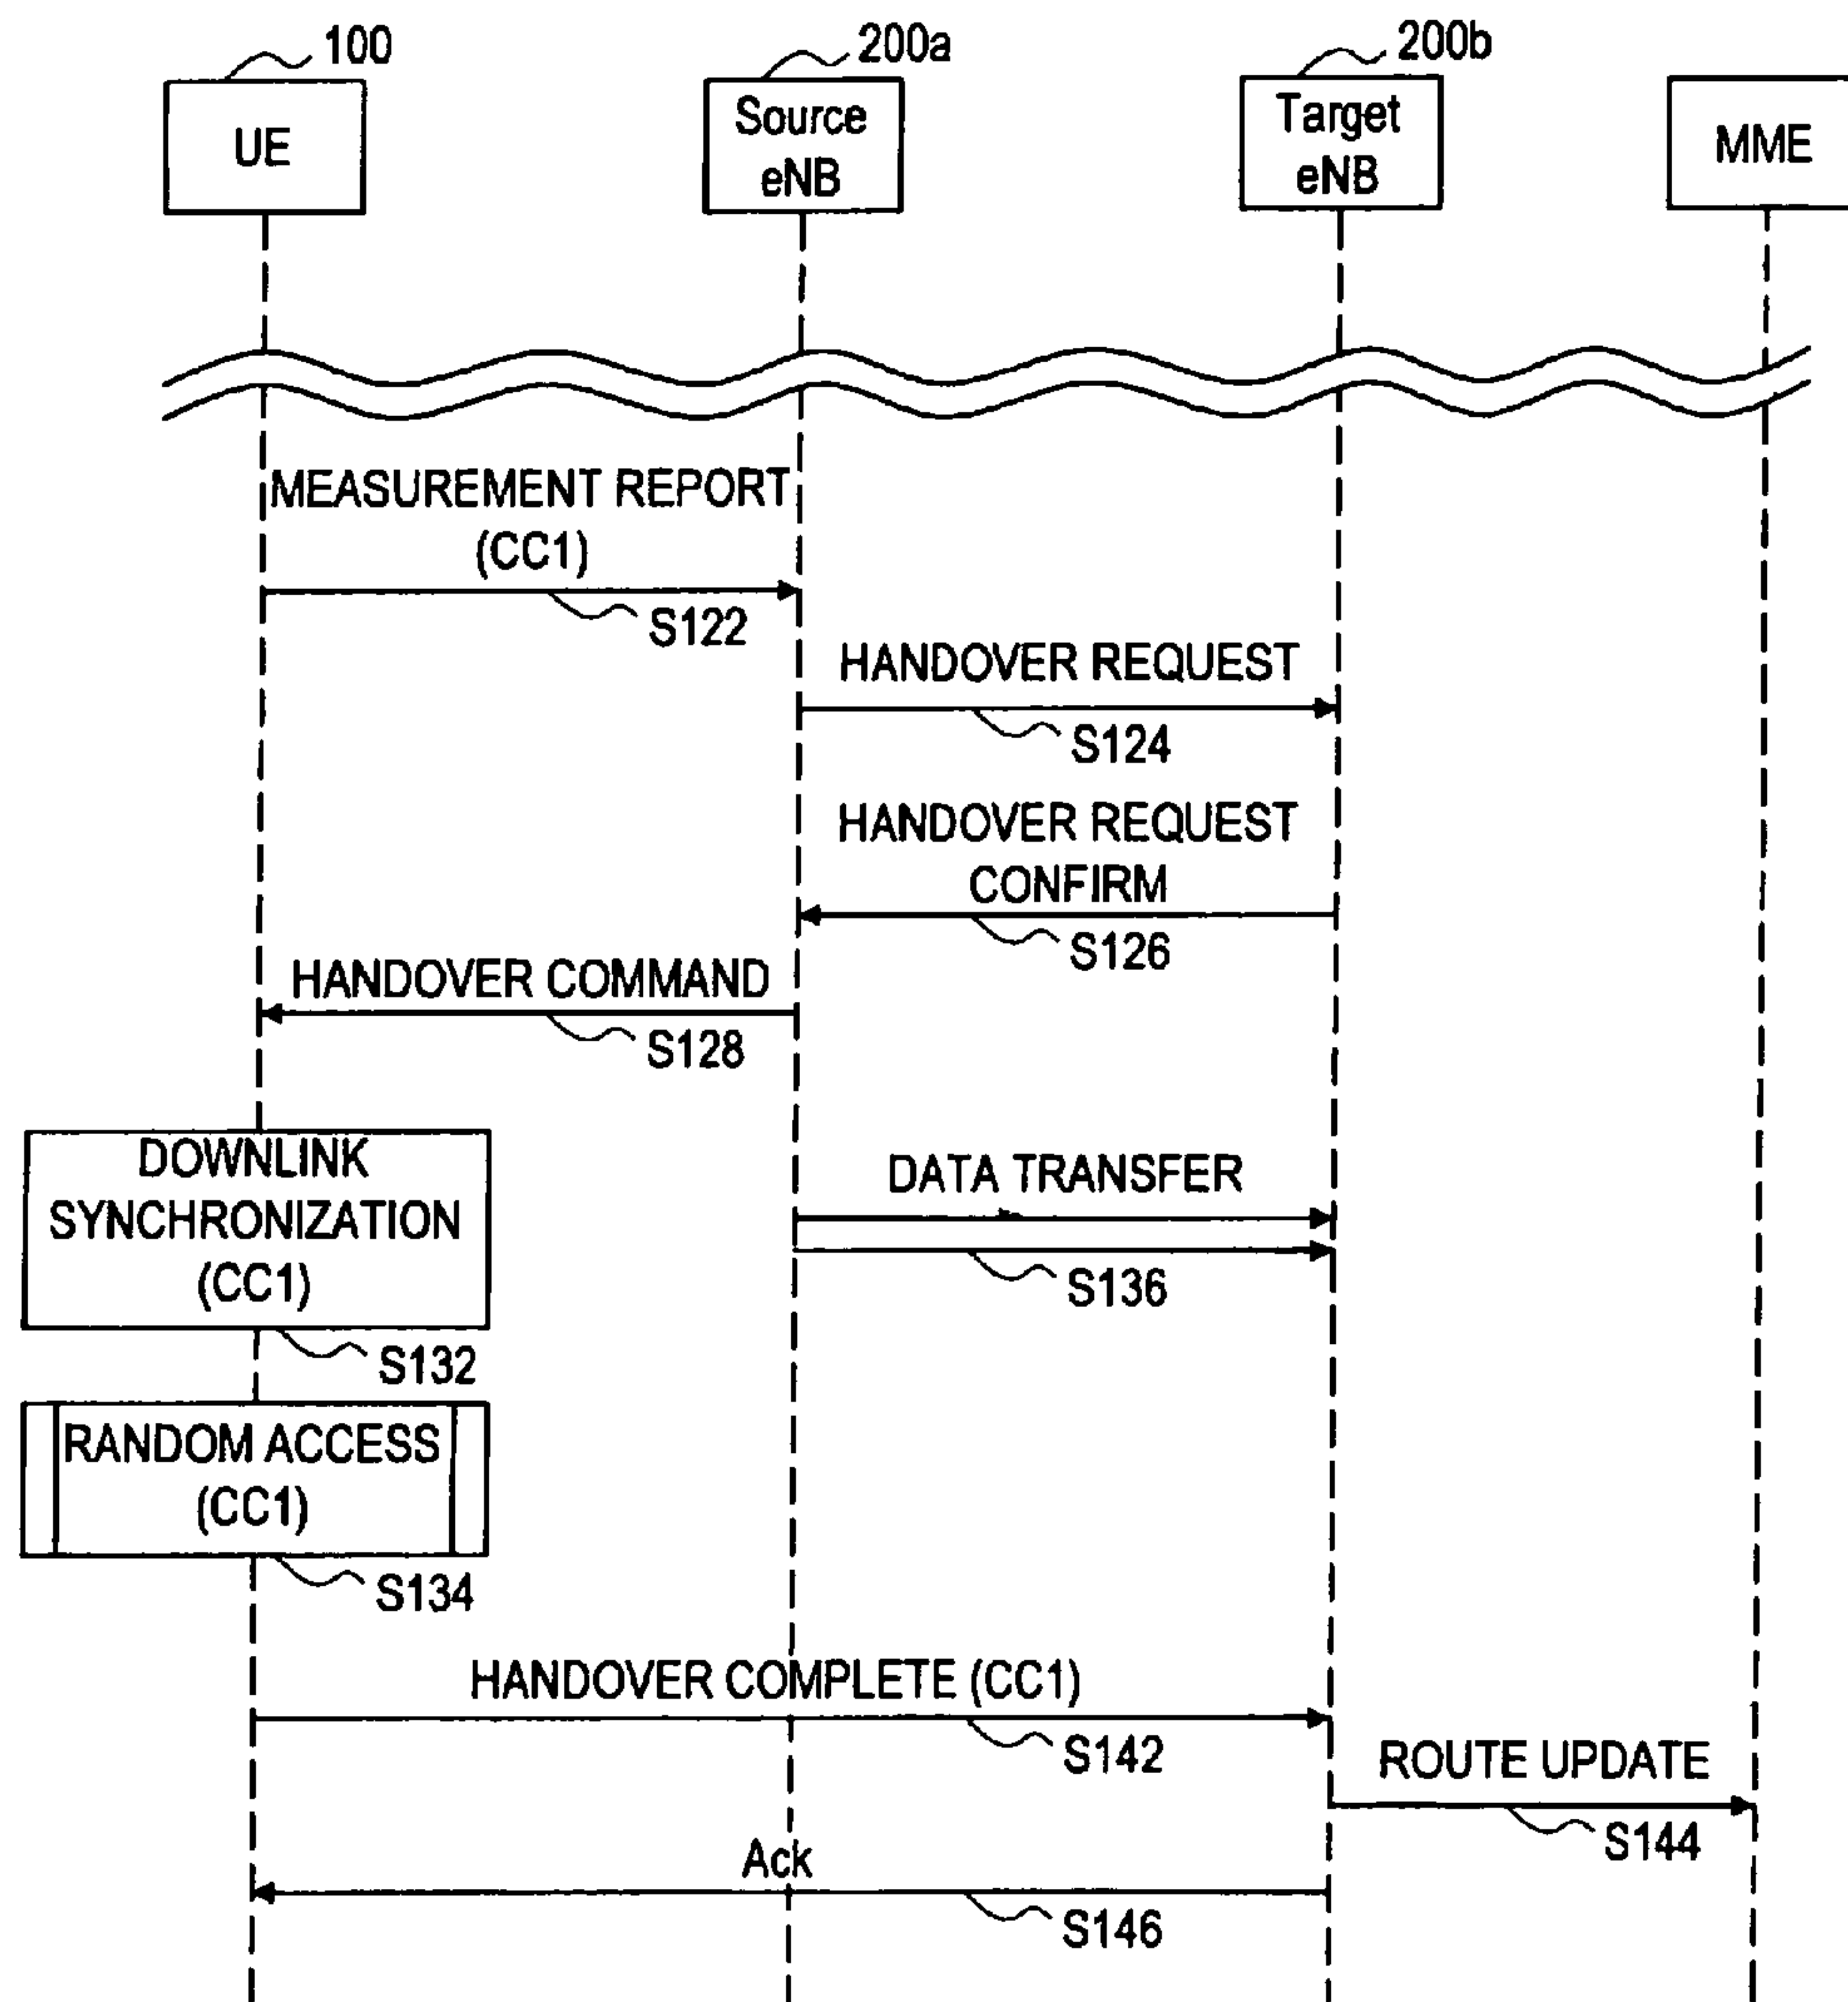 100
200a
200b
UE
Source
eNB
Target
eNB
MME
MEASUREMENT REPORT
(CC1)
S122
HANDOVER REQUEST
S124
HANDOVER REQUEST
CONFIRM
S126
HANDOVER COMMAND
S128
DOWNLINK
SYNCHRONIZATION
(CC1)
S132
DATA TRANSFER
S136
RANDOM ACCESS
(CC1)
S134
HANDOVER COMPLETE (CC1)
S142
ROUTE UPDATE
S144
Ack
S146